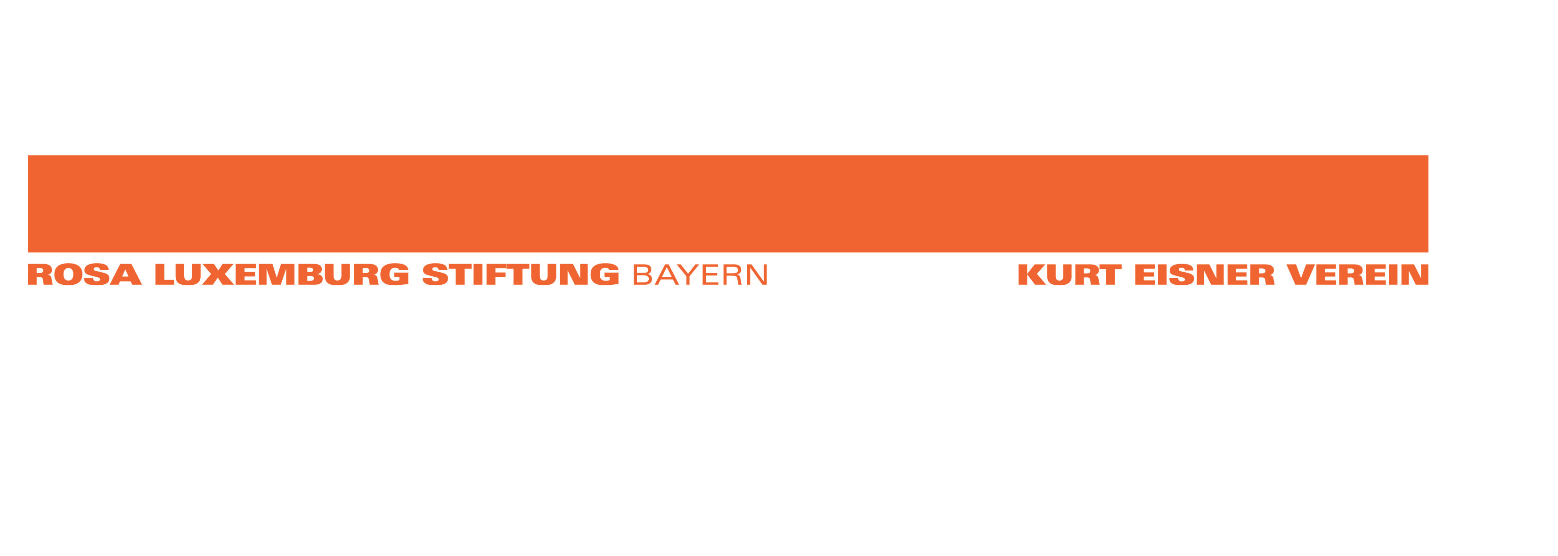 ROSA LUXEMBURG STIFTUNG BAYERN KURT EISNER VEREIN